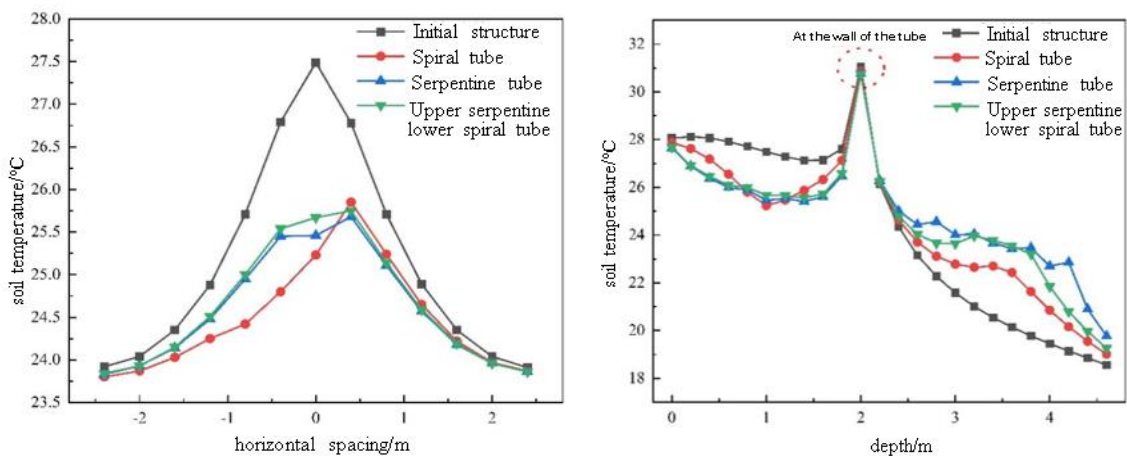 28.0
27.5
27.0
26.5
26.0
25.5
25.0
24.5
24.0
23.5
-2
-1
0
1
2
soil temperature/°C
horizontal spacing/m
Initial structure
Spiral tube
Serpentine tube
Upper serpentine
lower spiral tube
32
30
28
26
24
22
20
18
0
1
2
3
4
soil temperature/°C
depth/m
At the wall of the tube
Initial structure
Spiral tube
Serpentine tube
Upper serpentine
lower spiral tube